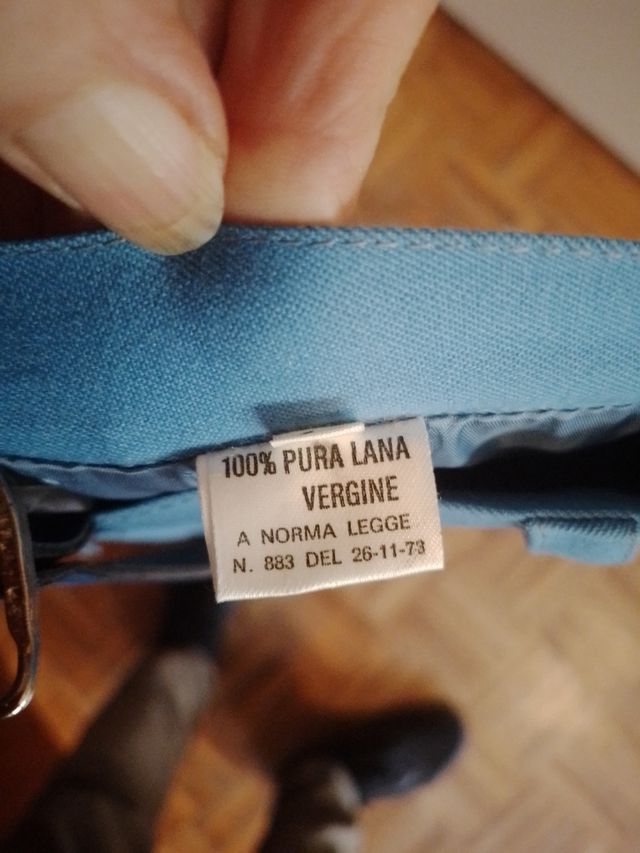 100% PURA LANA
VERGINE
A NORMA LEGGE
N. 883 DEL 26-11-73